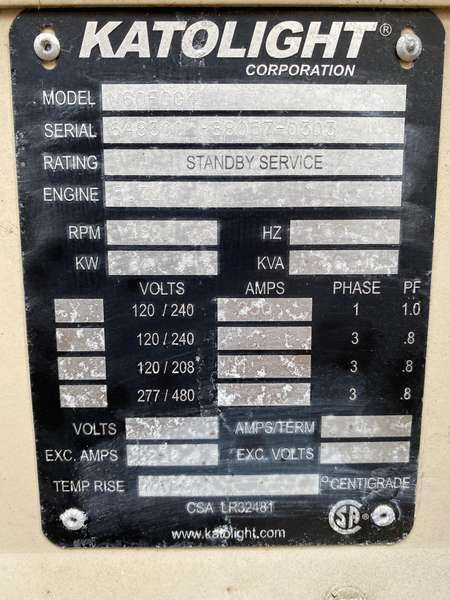 KATOLIGHT®
CORPORATION
MODEL
SERIAL
RATING STANDBY SERVICE
ENGINE
RPM HZ
KW KVA
VOLTS AMPS PHASE PF
120 / 240 1 1.0
120 / 240 3 .8
120 / 208 3 .8
277 / 480 3 .8
VOLTS AMPS/TERM
EXC. AMPS EXC. VOLTS
TEMP RISE ° CENTIGRADE
CSA LR32481
SA®
www.katolight.com